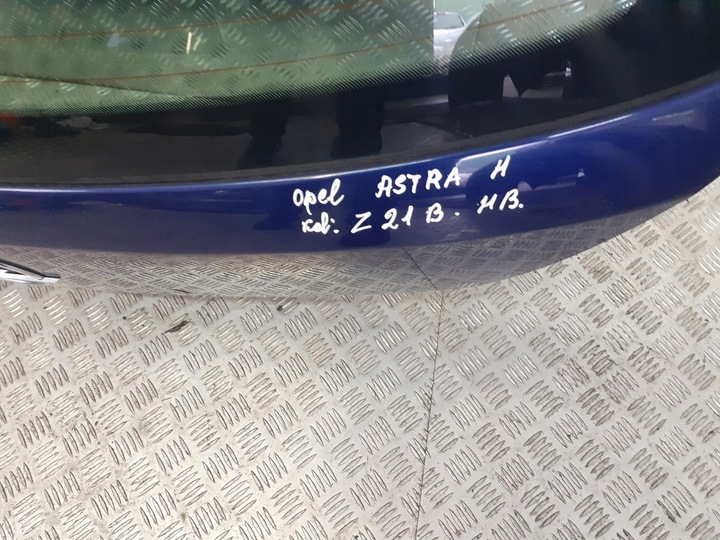 Opel ASTRA H
kol: Z 21 B. HB.